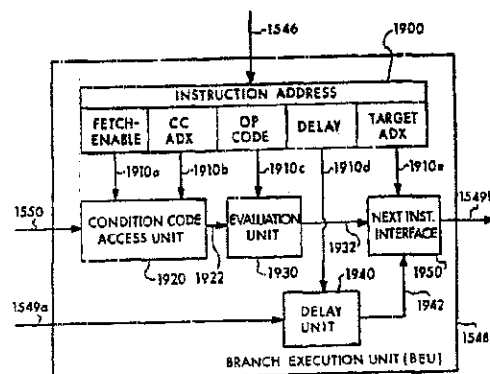 1546
1900
INSTRUCTION ADDRESS
FETCH-
ENABLE
CC
ADX
OP
CODE
DELAY
TARGET
ADX
1910a
1910b
1910c
1910d
1910e
1550
CONDITION CODE
ACCESS UNIT
EVALUATION
UNIT
NEXT INST.
INTERFACE
1549b
1920
1922
1930
1932
1940
1950
1942
1549a
DELAY
UNIT
1548
BRANCH EXECUTION UNIT (BEU)